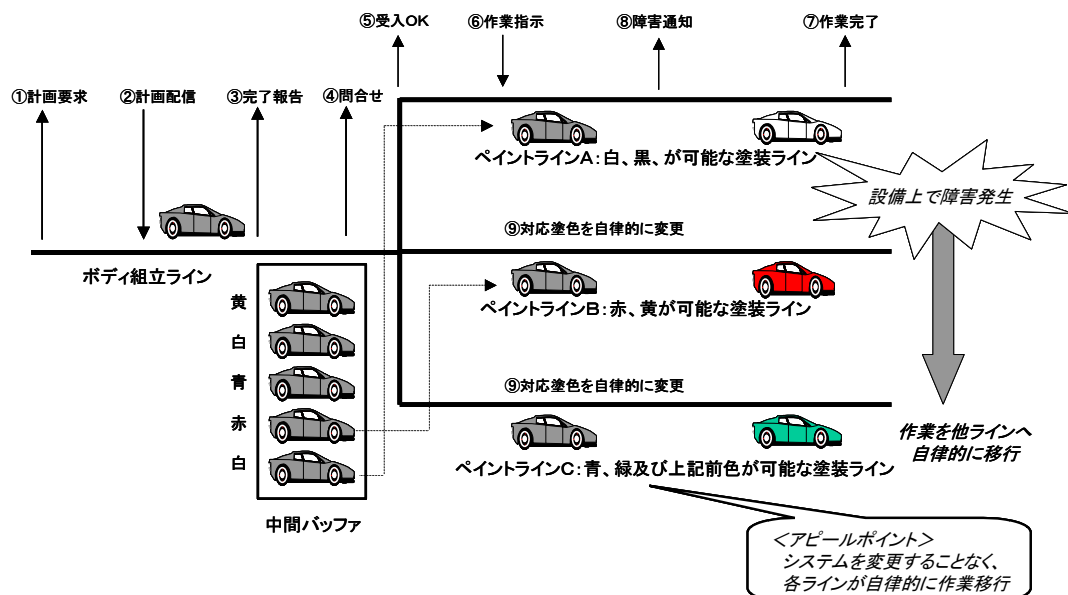 ⑤受入OK
⑥作業指示
⑧障害通知
⑦作業完了
①計画要求
②計画配信
③完了報告
④問合せ
ペイントラインA:白、黒、が可能な塗装ライン
設備上で障害発生
⑨対応塗色を自律的に変更
ボディ組立ライン
ペイントラインB:赤、黄が可能な塗装ライン
黄
白
青
赤
白
⑨対応塗色を自律的に変更
作業を他ラインへ
自律的に移行
ペイントラインC:青、緑及び上記前色が可能な塗装ライン
中間バッファ
<アピールポイント>
システムを変更することなく、
各ラインが自律的に作業移行